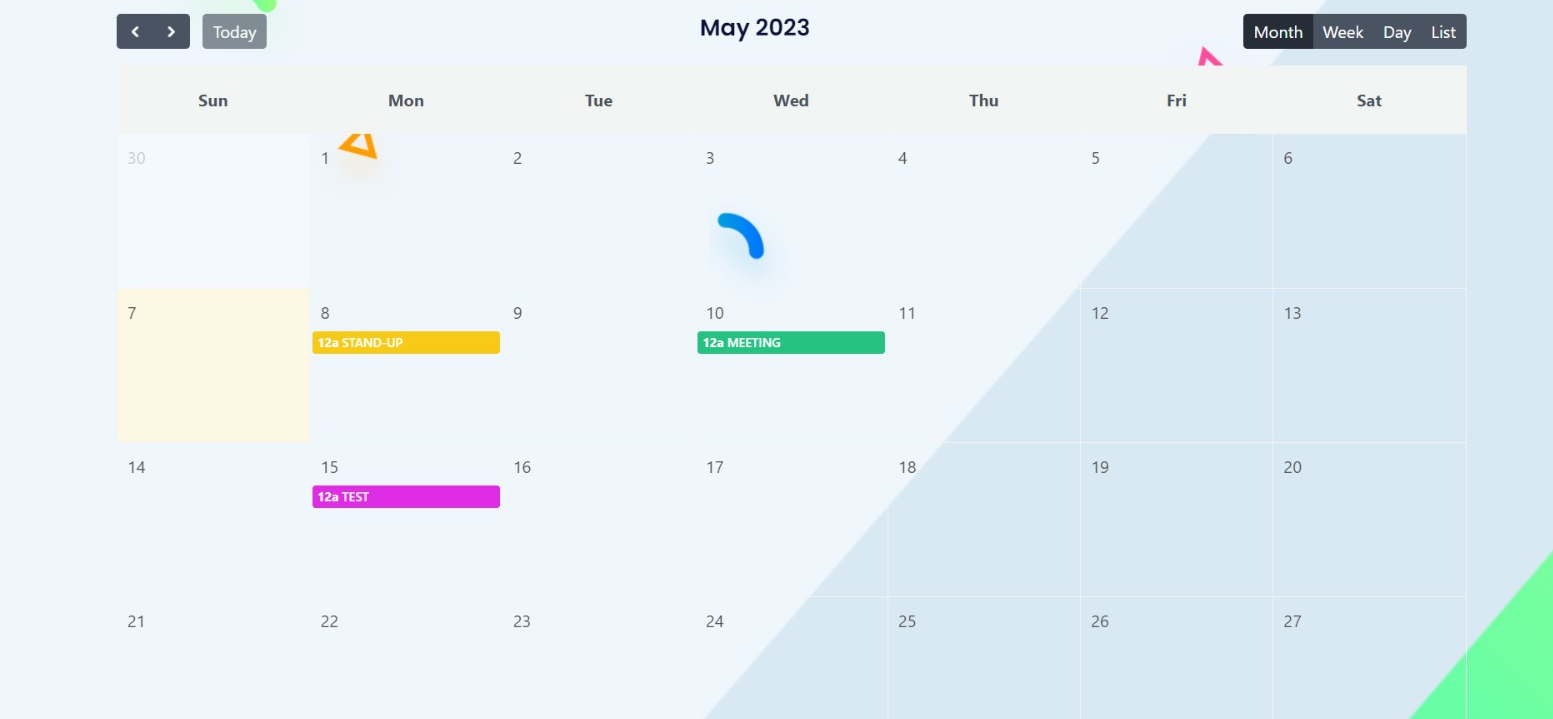 Today
May 2023
Month Week Day List
Sun Mon Tue Wed Thu Fri Sat
30 1 2 3 4 5 6
7 8 9 10 11 12 13
12a STAND-UP 12a MEETING
14 15 16 17 18 19 20
12a TEST
21 22 23 24 25 26 27